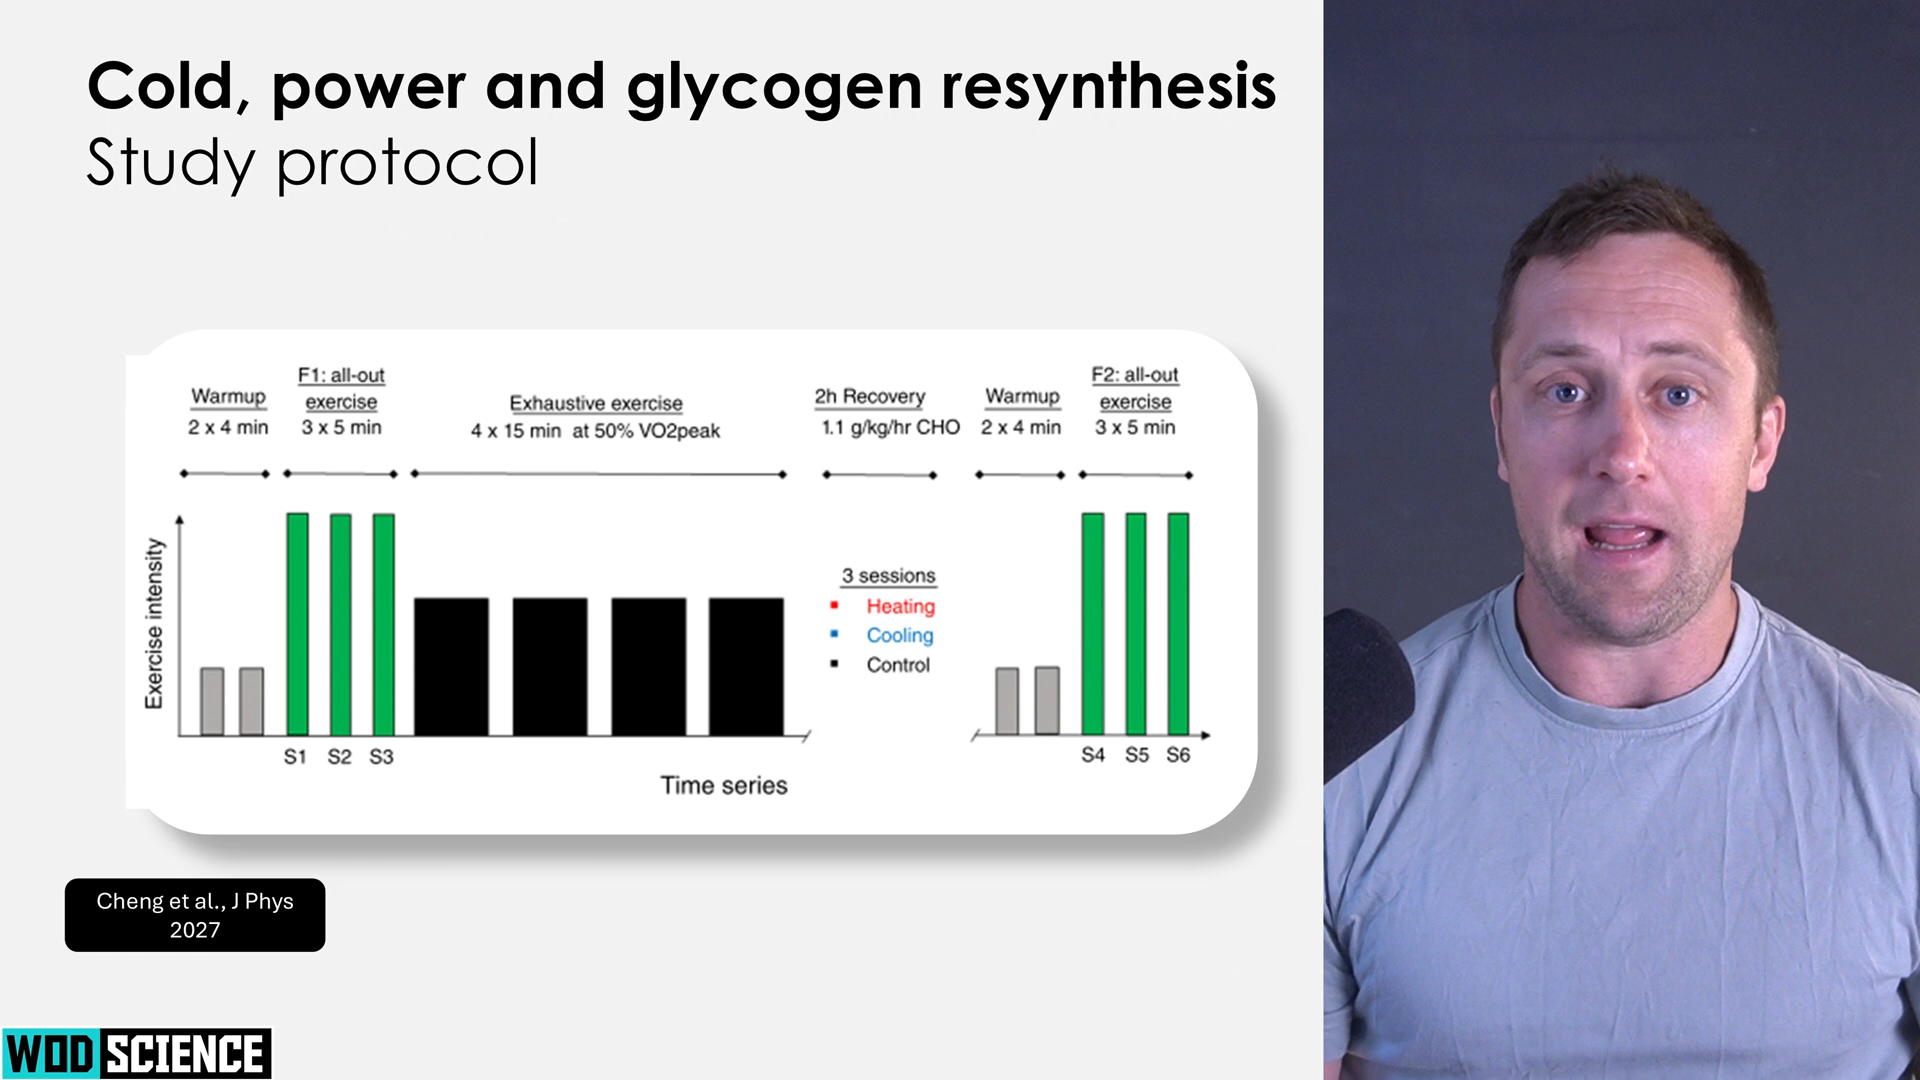 Cold, power and glycogen resynthesis
Study protocol
Warmup
2 x 4 min
F1: all-out
exercise
3 x 5 min
Exhaustive exercise
4 x 15 min at 50% VO2peak
2h Recovery
1.1 g/kg/hr CHO
Warmup
2 x 4 min
F2: all-out
exercise
3 x 5 min
Exercise intensity
3 sessions
▪ Heating
▪ Cooling
▪ Control
S1 S2 S3
S4 S5 S6
Time series
Cheng et al., J Phys
2027
WOD SCIENCE